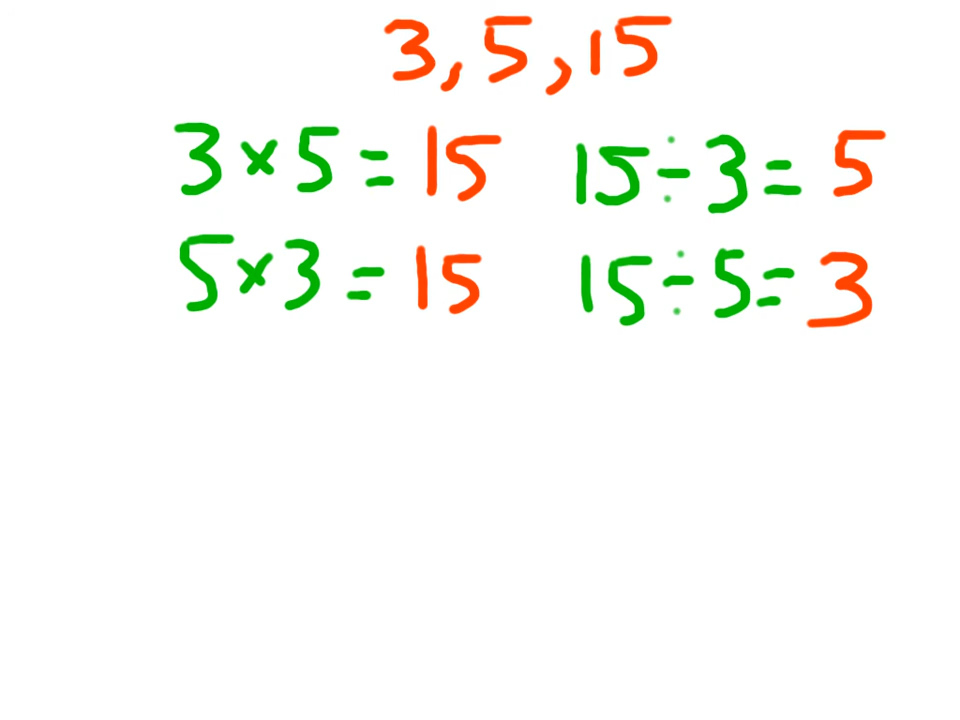 3, 5, 15
3 × 5 = 15 15 ÷ 3 = 5
5 × 3 = 15 15 ÷ 5 = 3